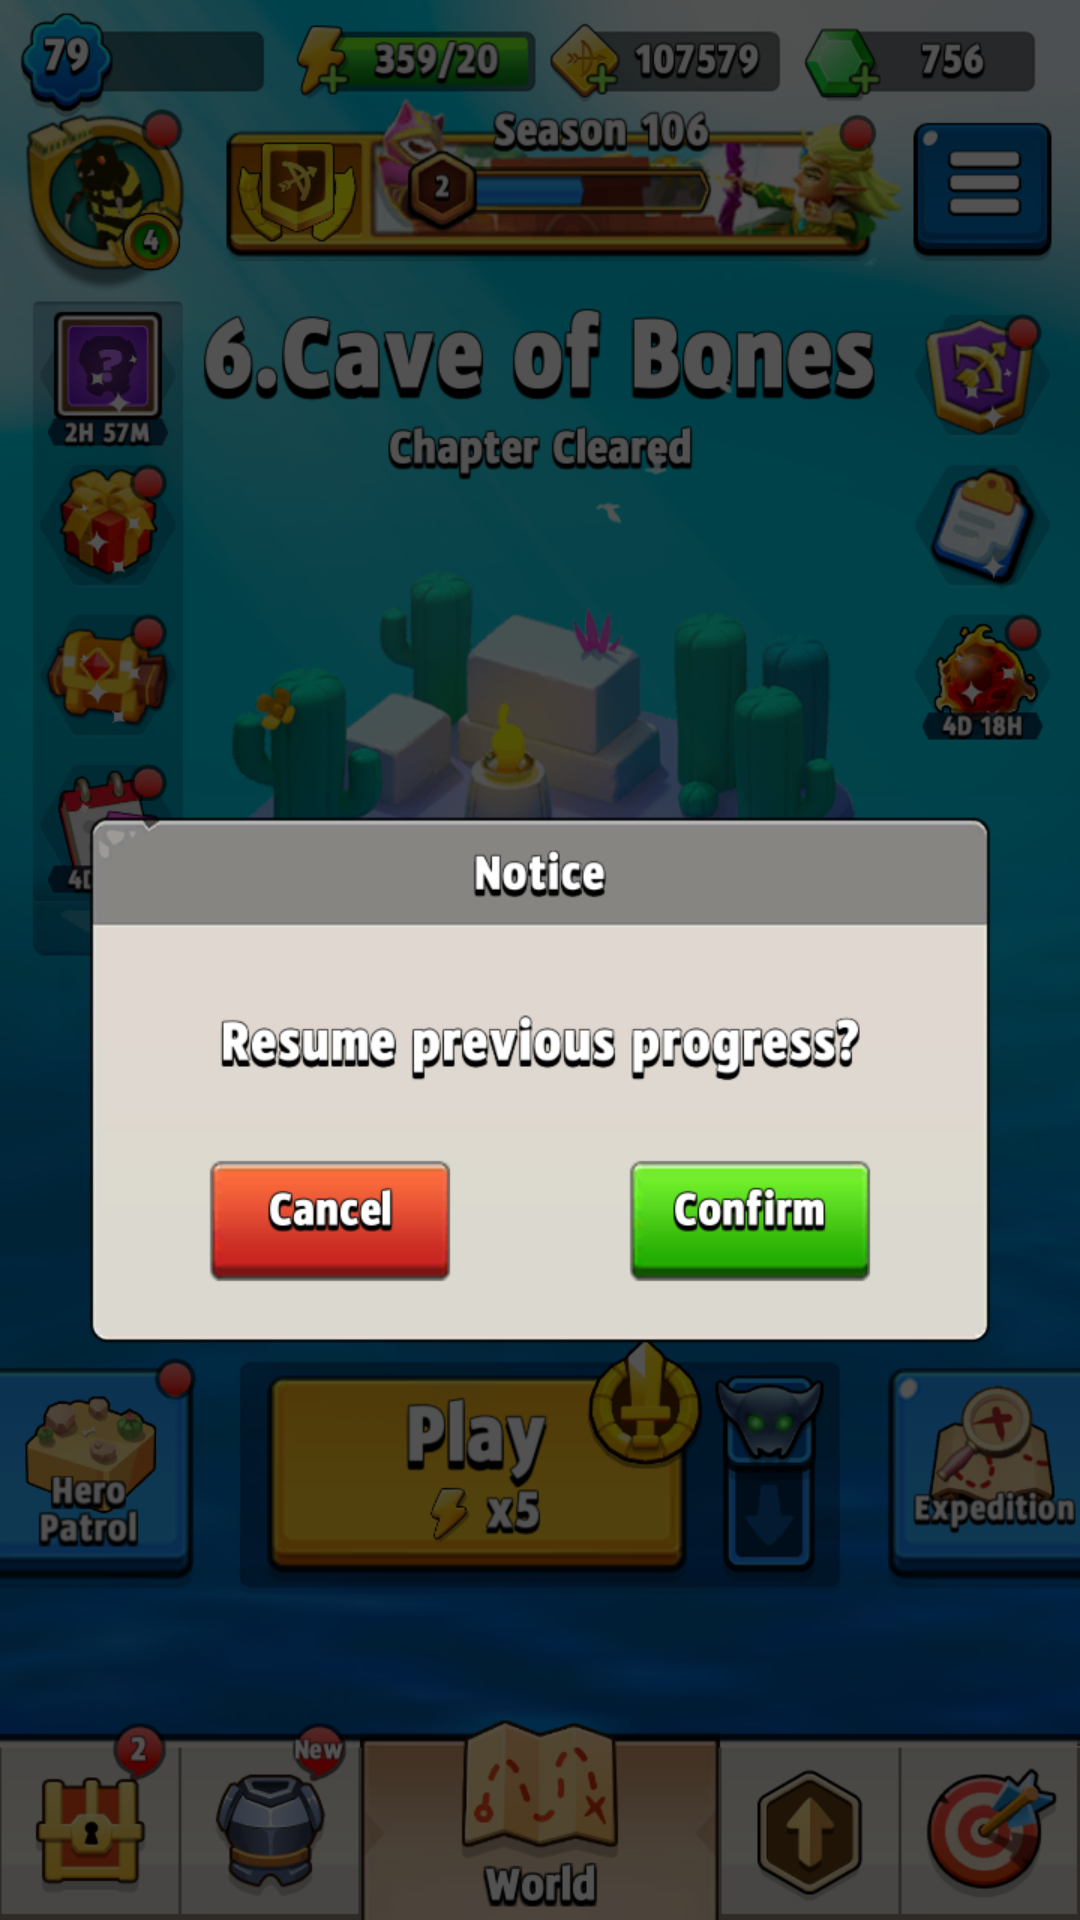 79
359/20
107579
756
Season 106
2
4
6.Cave of Bones
Chapter Cleared
2H 57M
4D 18H
4D
Notice
Resume previous progress?
Cancel
Confirm
Play
x5
Hero
Patrol
Expedition
2
New
World